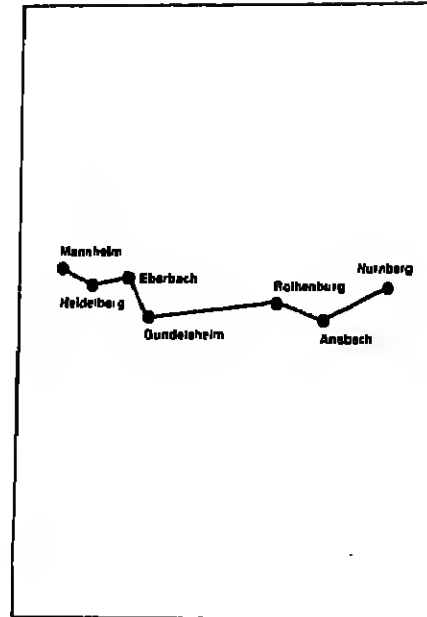 Mannheim
Heidelberg
Eberbach
Gundelsheim
Rothenburg
Ansbach
Nurnberg